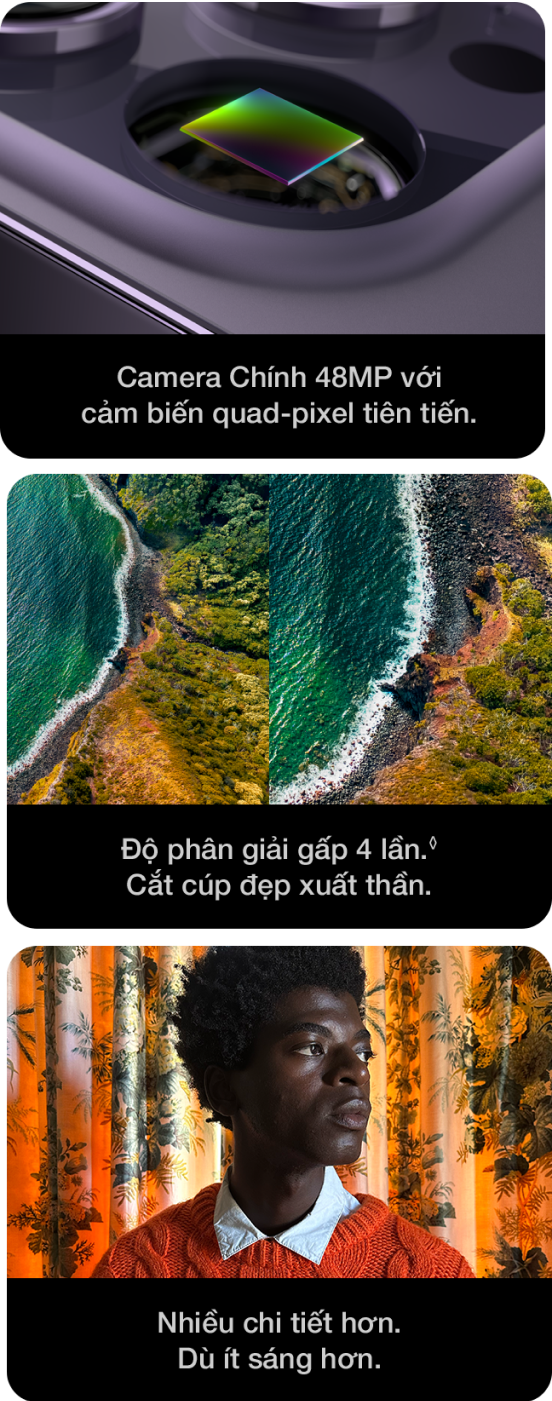 Camera Chính 48MP với
cảm biến quad-pixel tiên tiến.
Độ phân giải gấp 4 lần.◊
Cắt cúp đẹp xuất thần.
Nhiều chi tiết hơn.
Dù ít sáng hơn.